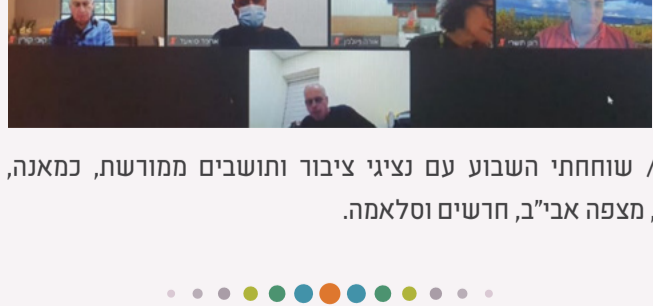 / שוחחתי השבוע עם נציגי ציבור ותושבים ממורשת, כמאנה,
, מצפה אבי"ב, חרשים וסלאמה.